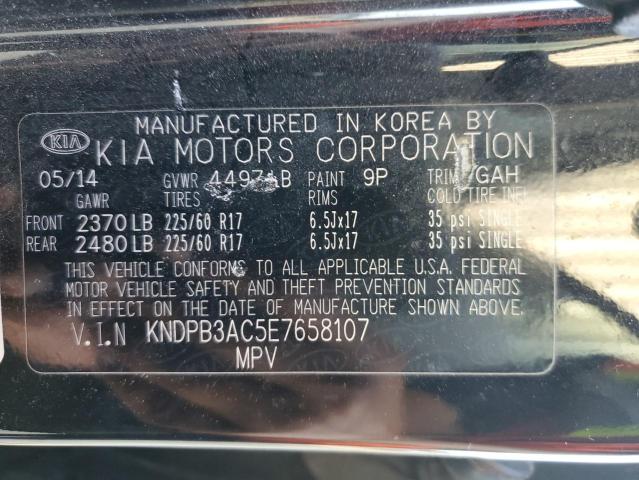 MANUFACTURED IN KOREA BY
KIA KIA MOTORS CORPORATION
05/14 GVWR PAINT 9P TRIM GAH
GAWR TIRES RIMS COLD TIRE INFL
FRONT 2370 LB 225/60 R17 6.5Jx17 35 psi SINGLE
REAR 2480 LB 225/60 R17 6.5Jx17 35 psi SINGLE
THIS VEHICLE CONFORMS TO ALL APPLICABLE U.S.A. FEDERAL
MOTOR VEHICLE SAFETY AND THEFT PREVENTION STANDARDS
IN EFFECT ON THE DATE OF MANUFACTURE SHOWN ABOVE.
V.I.N KNDPB3AC5E7658107
MPV